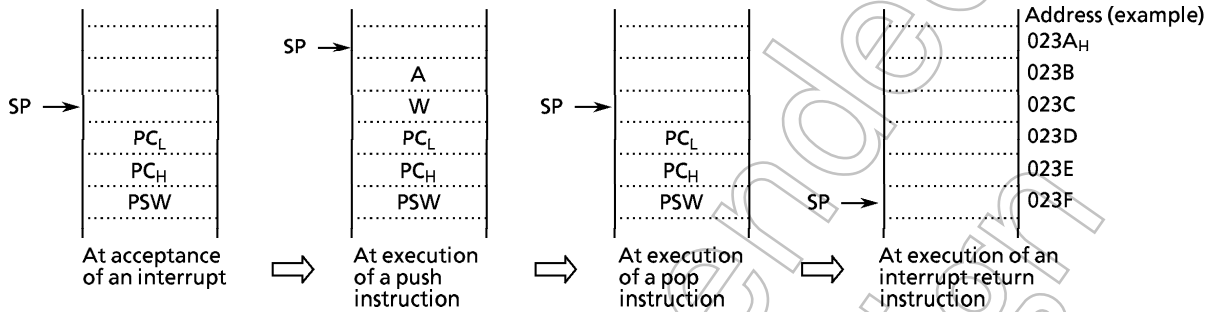 Address (example)
SP
023A_H
A
023B
SP
W
SP
023C
PC_L
PC_L
PC_L
023D
PC_H
PC_H
PC_H
023E
PSW
PSW
PSW
SP
023F
At acceptance
of an interrupt
At execution
of a push
instruction
At execution
of a pop
instruction
At execution of an
interrupt return
instruction